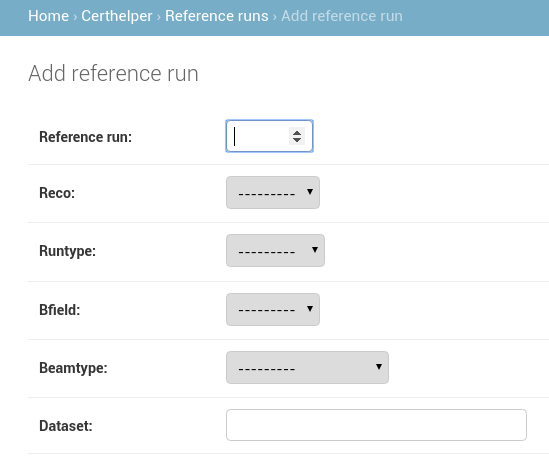 Home › Certhelper › Reference runs › Add reference run
Add reference run
Reference run:
Reco: ---------
Runtype: ---------
Bfield: ---------
Beamtype: ---------
Dataset: